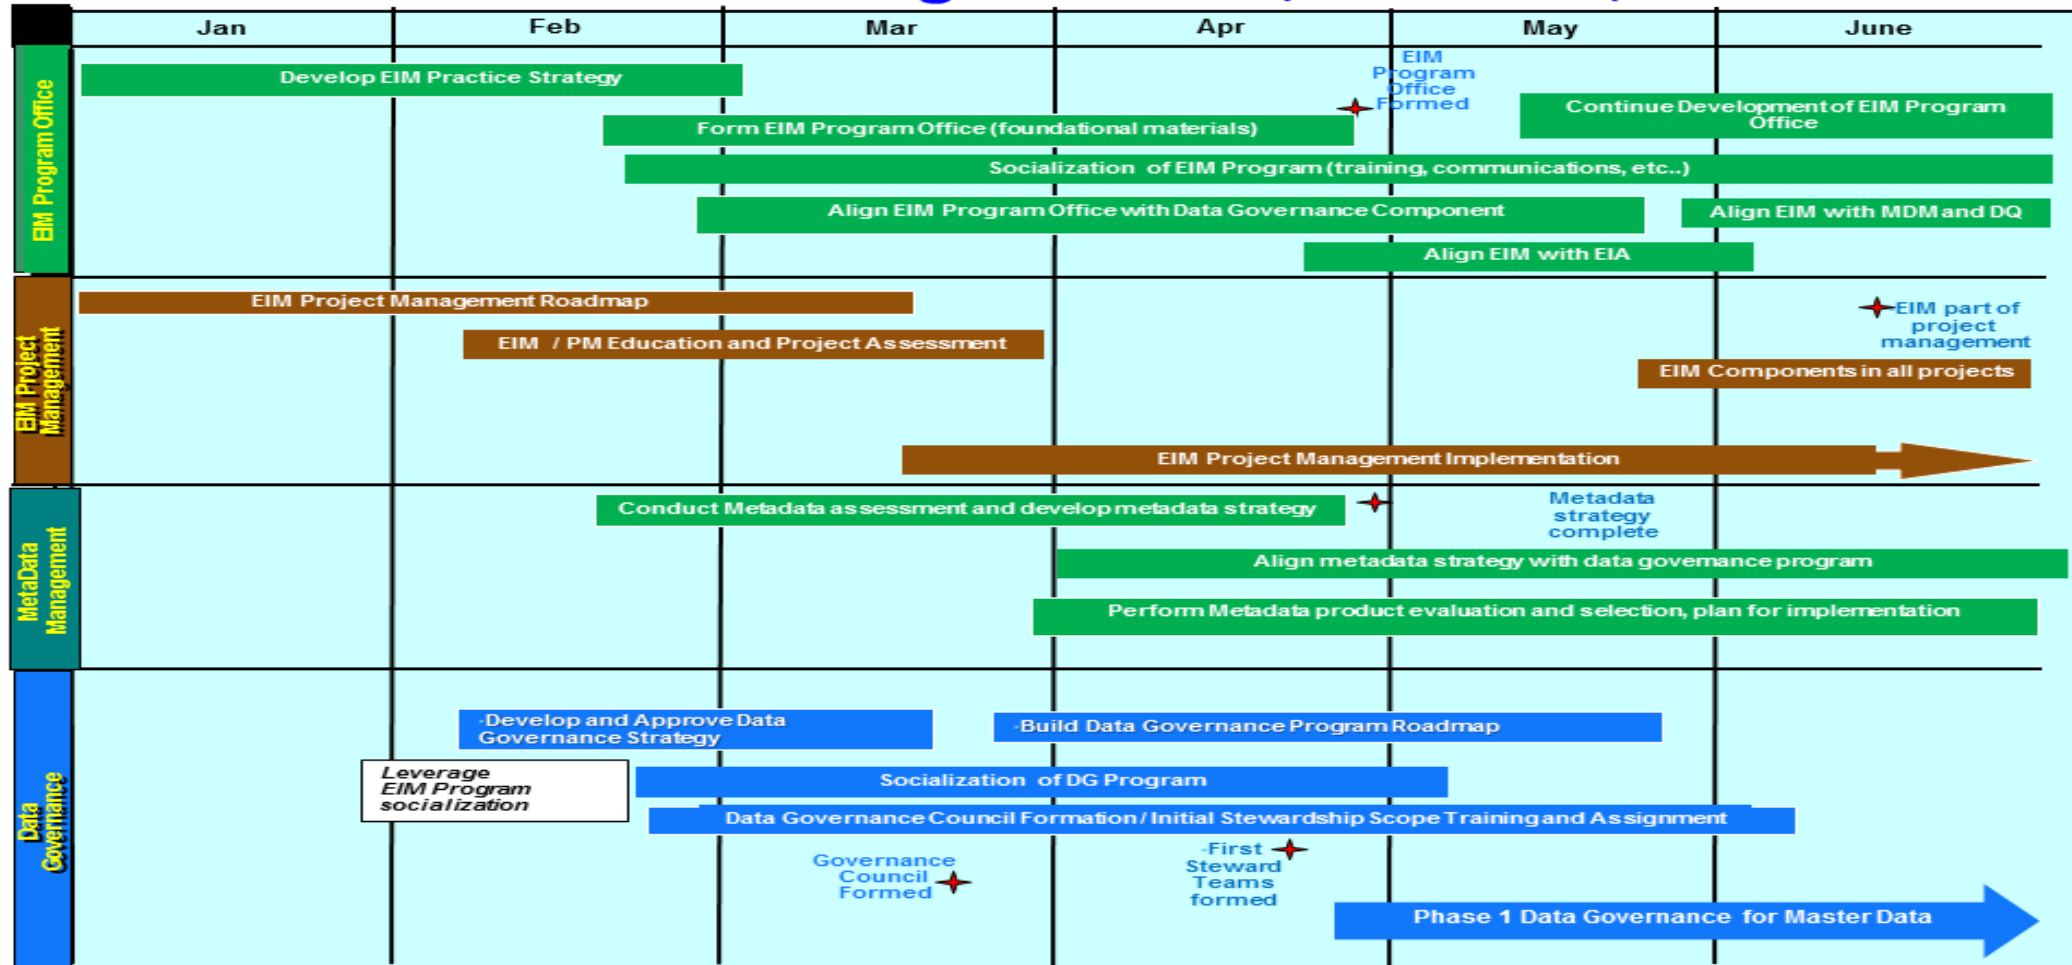 Jan Feb Mar Apr May June
EIM Program Office
Develop EIM Practice Strategy
EIM
Program
Office
Formed
Form EIM Program Office (foundational materials)
Continue Development of EIM Program
Office
Socialization of EIM Program (training, communications, etc..)
Align EIM Program Office with Data Governance Component
Align EIM with MDM and DQ
Align EIM with EIA
EIM Project
Management
EIM Project Management Roadmap
EIM / PM Education and Project Assessment
EIM part of
project
management
EIM Components in all projects
EIM Project Management Implementation
MetaData
Management
Conduct Metadata assessment and develop metadata strategy
Metadata
strategy
complete
Align metadata strategy with data governance program
Perform Metadata product evaluation and selection, plan for implementation
Data
Governance
·Develop and Approve Data
Governance Strategy
·Build Data Governance Program Roadmap
Leverage
EIM Program
socialization
Socialization of DG Program
Data Governance Council Formation / Initial Stewardship Scope Training and Assignment
Governance
Council
Formed
·First
Steward
Teams
formed
Phase 1 Data Governance for Master Data